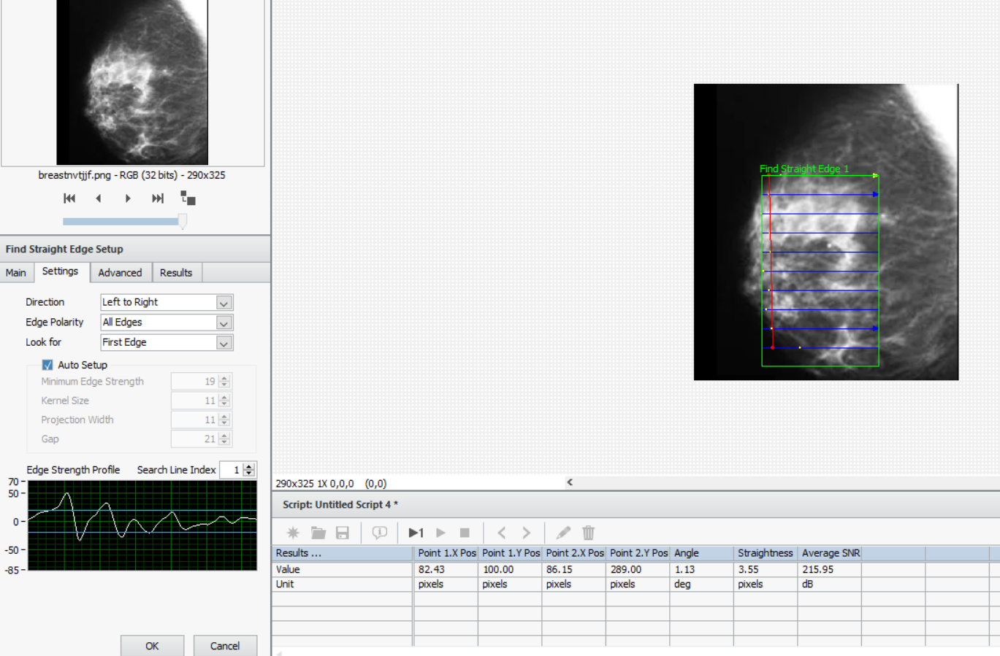 breastnvtjjf.png - RGB (32 bits) - 290x325
Find Straight Edge Setup
Main Settings Advanced Results
Direction Left to Right
Edge Polarity All Edges
Look for First Edge
Auto Setup
Minimum Edge Strength 19
Kernel Size 11
Projection Width 11
Gap 21
Edge Strength Profile Search Line Index 1
70
50
0
-50
-85
OK Cancel
Find Straight Edge 1
290x325 1X 0,0,0 (0,0)
Script: Untitled Script 4 *
1
Results ... Point 1.X Pos Point 1.Y Pos Point 2.X Pos Point 2.Y Pos Angle Straightness Average SNR
Value 82.43 100.00 86.15 289.00 1.13 3.55 215.95
Unit pixels pixels pixels pixels deg pixels dB